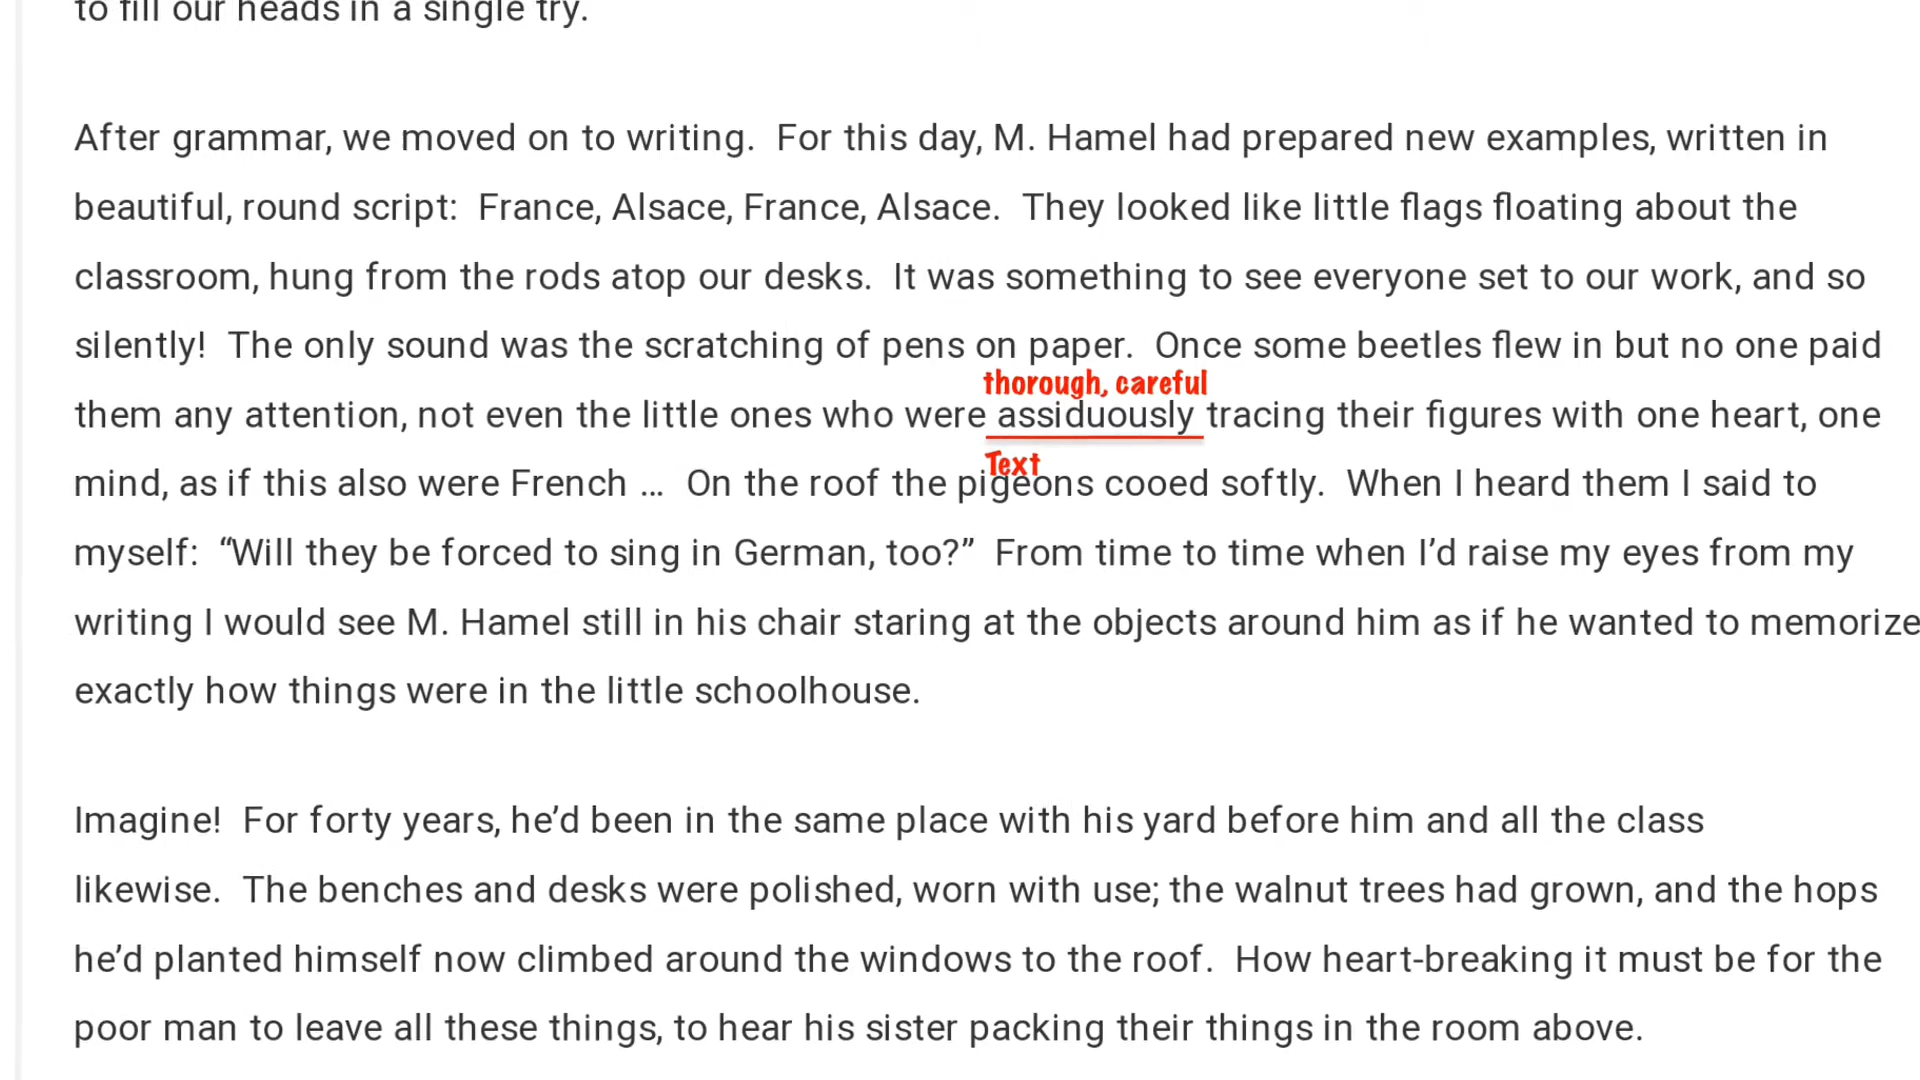 to fill our heads in a single try.
After grammar, we moved on to writing.  For this day, M. Hamel had prepared new examples, written in
beautiful, round script:  France, Alsace, France, Alsace.  They looked like little flags floating about the
classroom, hung from the rods atop our desks.  It was something to see everyone set to our work, and so
silently!  The only sound was the scratching of pens on paper.  Once some beetles flew in but no one paid
thorough, careful
them any attention, not even the little ones who were assiduously tracing their figures with one heart, one
Text
mind, as if this also were French …  On the roof the pigeons cooed softly.  When I heard them I said to
myself:  “Will they be forced to sing in German, too?”  From time to time when I’d raise my eyes from my
writing I would see M. Hamel still in his chair staring at the objects around him as if he wanted to memorize
exactly how things were in the little schoolhouse.
Imagine!  For forty years, he’d been in the same place with his yard before him and all the class
likewise.  The benches and desks were polished, worn with use; the walnut trees had grown, and the hops
he’d planted himself now climbed around the windows to the roof.  How heart-breaking it must be for the
poor man to leave all these things, to hear his sister packing their things in the room above.